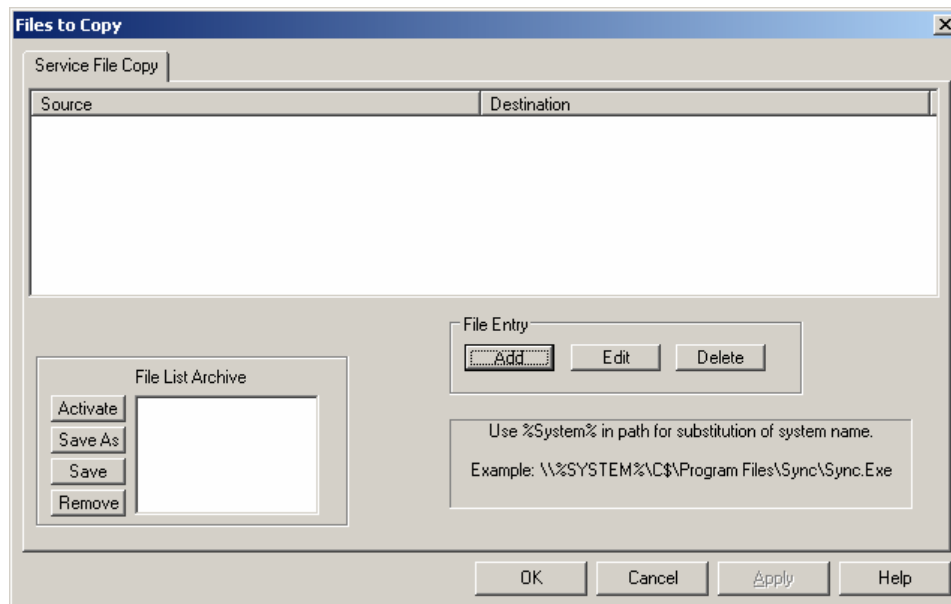 Files to Copy
Service File Copy
Source Destination
File Entry
Add Edit Delete
File List Archive
Activate
Save As
Save
Remove
Use %System% in path for substitution of system name.
Example: \\%SYSTEM%\C$\Program Files\Sync\Sync.Exe
OK Cancel Apply Help